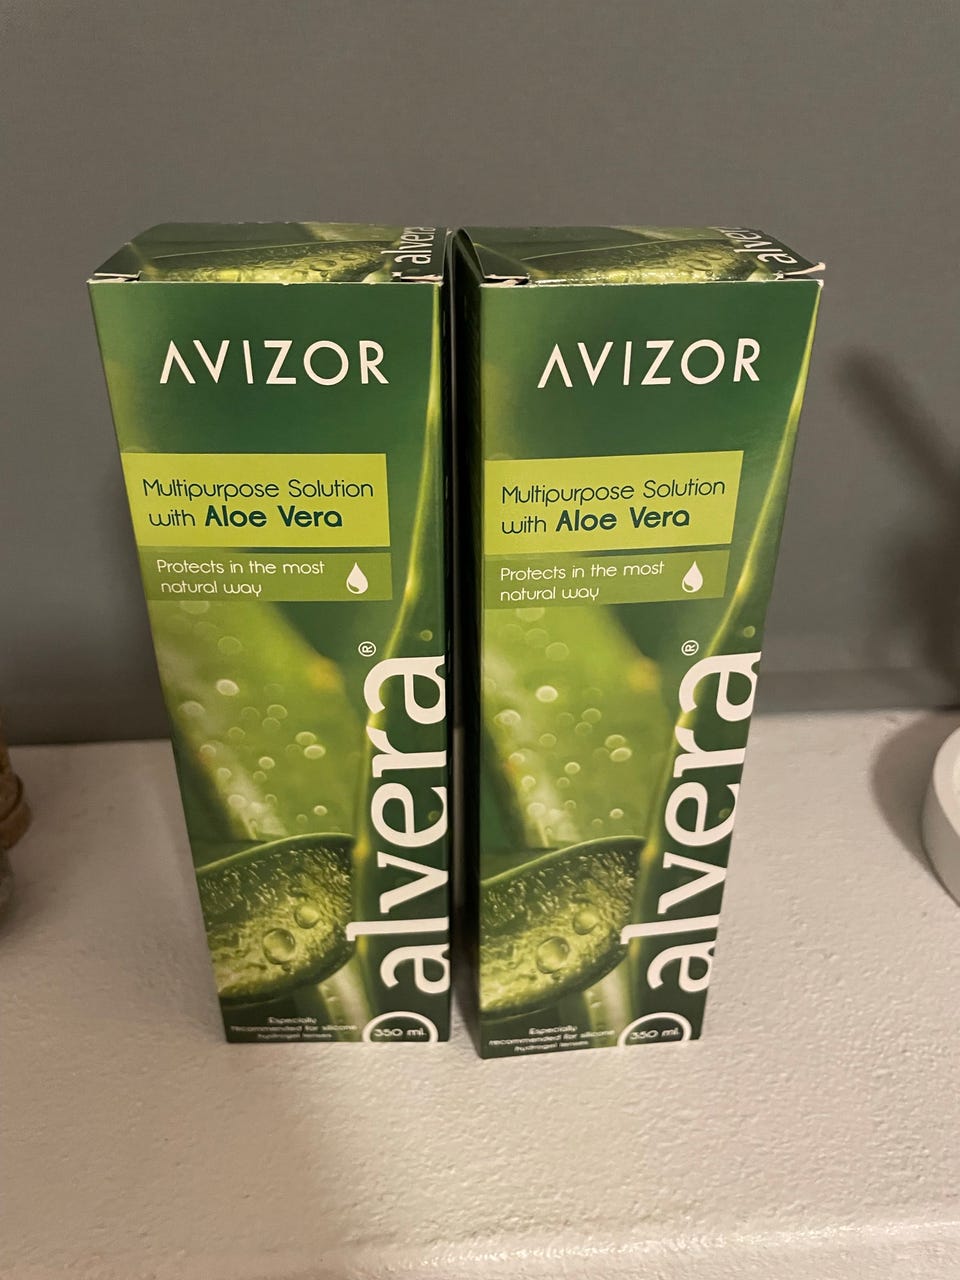 alvera
AVIZOR
Multipurpose Solution
with Aloe Vera
Protects in the most
natural way
alvera®
Especially
recommended for silicone
hydrogel lenses
350 ml.
alvera
AVIZOR
Multipurpose Solution
with Aloe Vera
Protects in the most
natural way
alvera®
Especially
recommended for silicone
hydrogel lenses
350 ml.